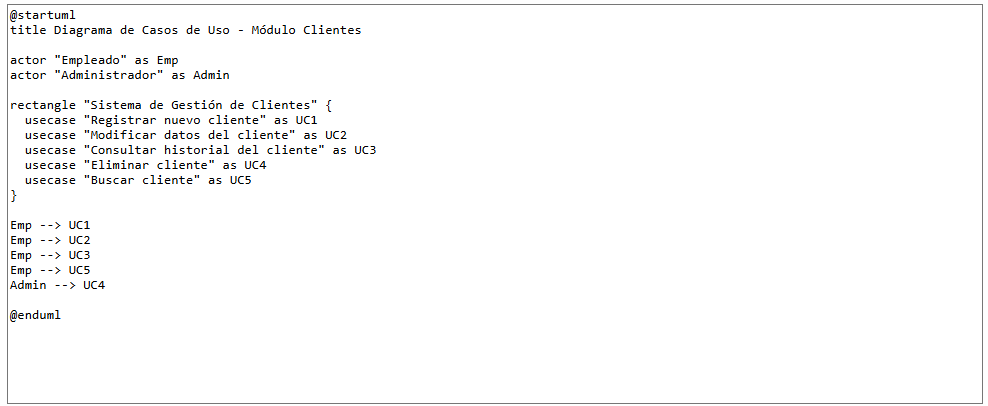 @startuml
title Diagrama de Casos de Uso - Módulo Clientes
actor "Empleado" as Emp
actor "Administrador" as Admin
rectangle "Sistema de Gestión de Clientes" {
usecase "Registrar nuevo cliente" as UC1
usecase "Modificar datos del cliente" as UC2
usecase "Consultar historial del cliente" as UC3
usecase "Eliminar cliente" as UC4
usecase "Buscar cliente" as UC5
}
Emp --> UC1
Emp --> UC2
Emp --> UC3
Emp --> UC5
Admin --> UC4
@enduml